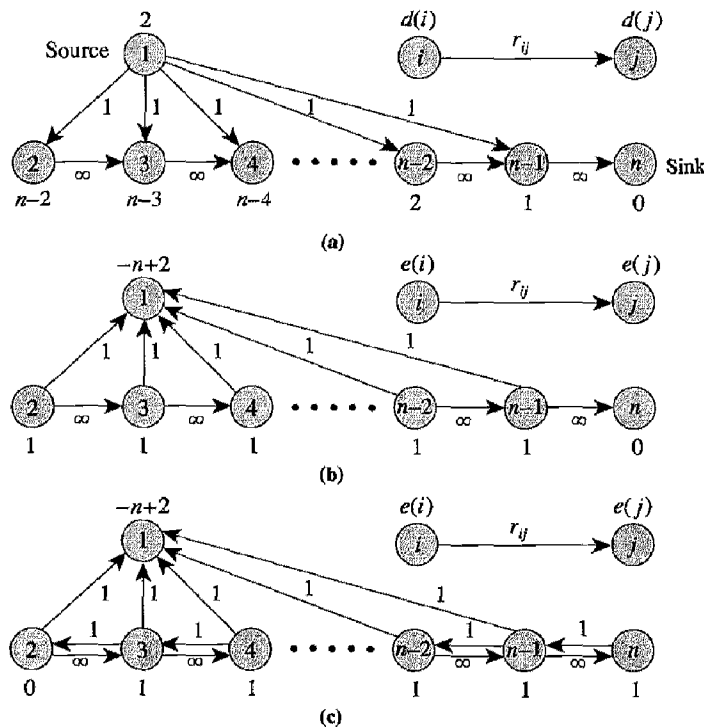 2 d(i) d(j)
Source 1 i r_ij j
1 1 1 1 1
2 3 4 n–2 n–1 n Sink
∞ ∞ ∞ ∞
n–2 n–3 n–4 2 1 0
(a)
–n+2 e(i) e(j)
1 i r_ij j
1 1 1 1 1
2 3 4 n–2 n–1 n
∞ ∞ ∞ ∞
1 1 1 1 1 0
(b)
–n+2 e(i) e(j)
1 i r_ij j
1 1 1 1 1
1 1 1 1
2 3 4 n–2 n–1 n
∞ ∞ ∞ ∞
0 1 1 1 1 1
(c)